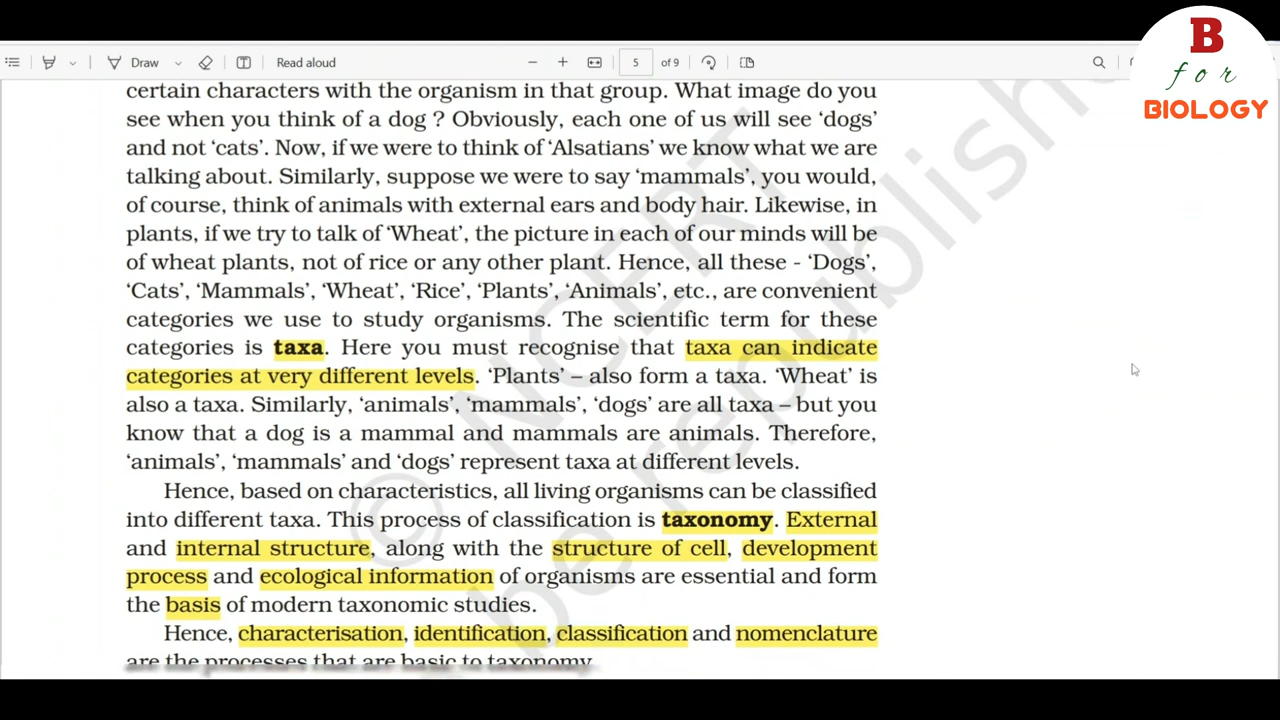 B
for
BIOLOGY
Draw
Read aloud
5 of 9
certain characters with the organism in that group. What image do you
see when you think of a dog ? Obviously, each one of us will see ‘dogs’
and not ‘cats’. Now, if we were to think of ‘Alsatians’ we know what we are
talking about. Similarly, suppose we were to say ‘mammals’, you would,
of course, think of animals with external ears and body hair. Likewise, in
plants, if we try to talk of ‘Wheat’, the picture in each of our minds will be
of wheat plants, not of rice or any other plant. Hence, all these - ‘Dogs’,
‘Cats’, ‘Mammals’, ‘Wheat’, ‘Rice’, ‘Plants’, ‘Animals’, etc., are convenient
categories we use to study organisms. The scientific term for these
categories is taxa. Here you must recognise that taxa can indicate
categories at very different levels. ‘Plants’ – also form a taxa. ‘Wheat’ is
also a taxa. Similarly, ‘animals’, ‘mammals’, ‘dogs’ are all taxa – but you
know that a dog is a mammal and mammals are animals. Therefore,
‘animals’, ‘mammals’ and ‘dogs’ represent taxa at different levels.
Hence, based on characteristics, all living organisms can be classified
into different taxa. This process of classification is taxonomy. External
and internal structure, along with the structure of cell, development
process and ecological information of organisms are essential and form
the basis of modern taxonomic studies.
Hence, characterisation, identification, classification and nomenclature
are the processes that are basic to taxonomy.
© NCERT
be republish